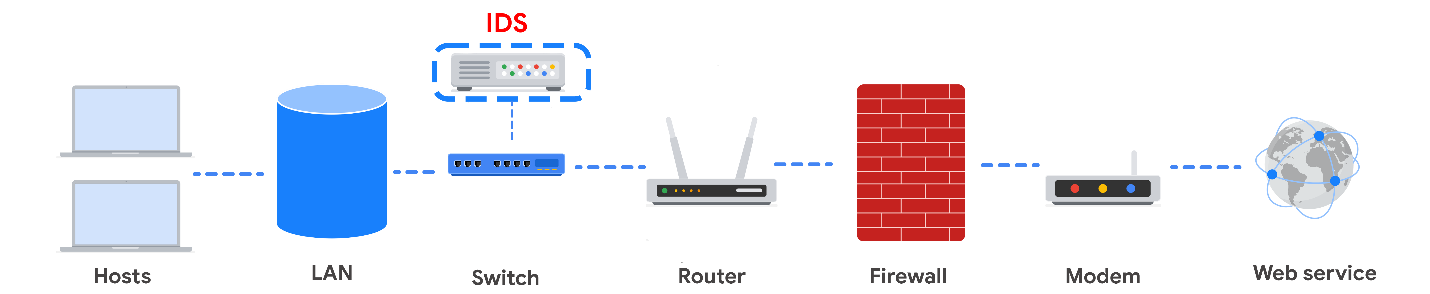 IDS
Hosts
LAN
Switch
Router
Firewall
Modem
Web service